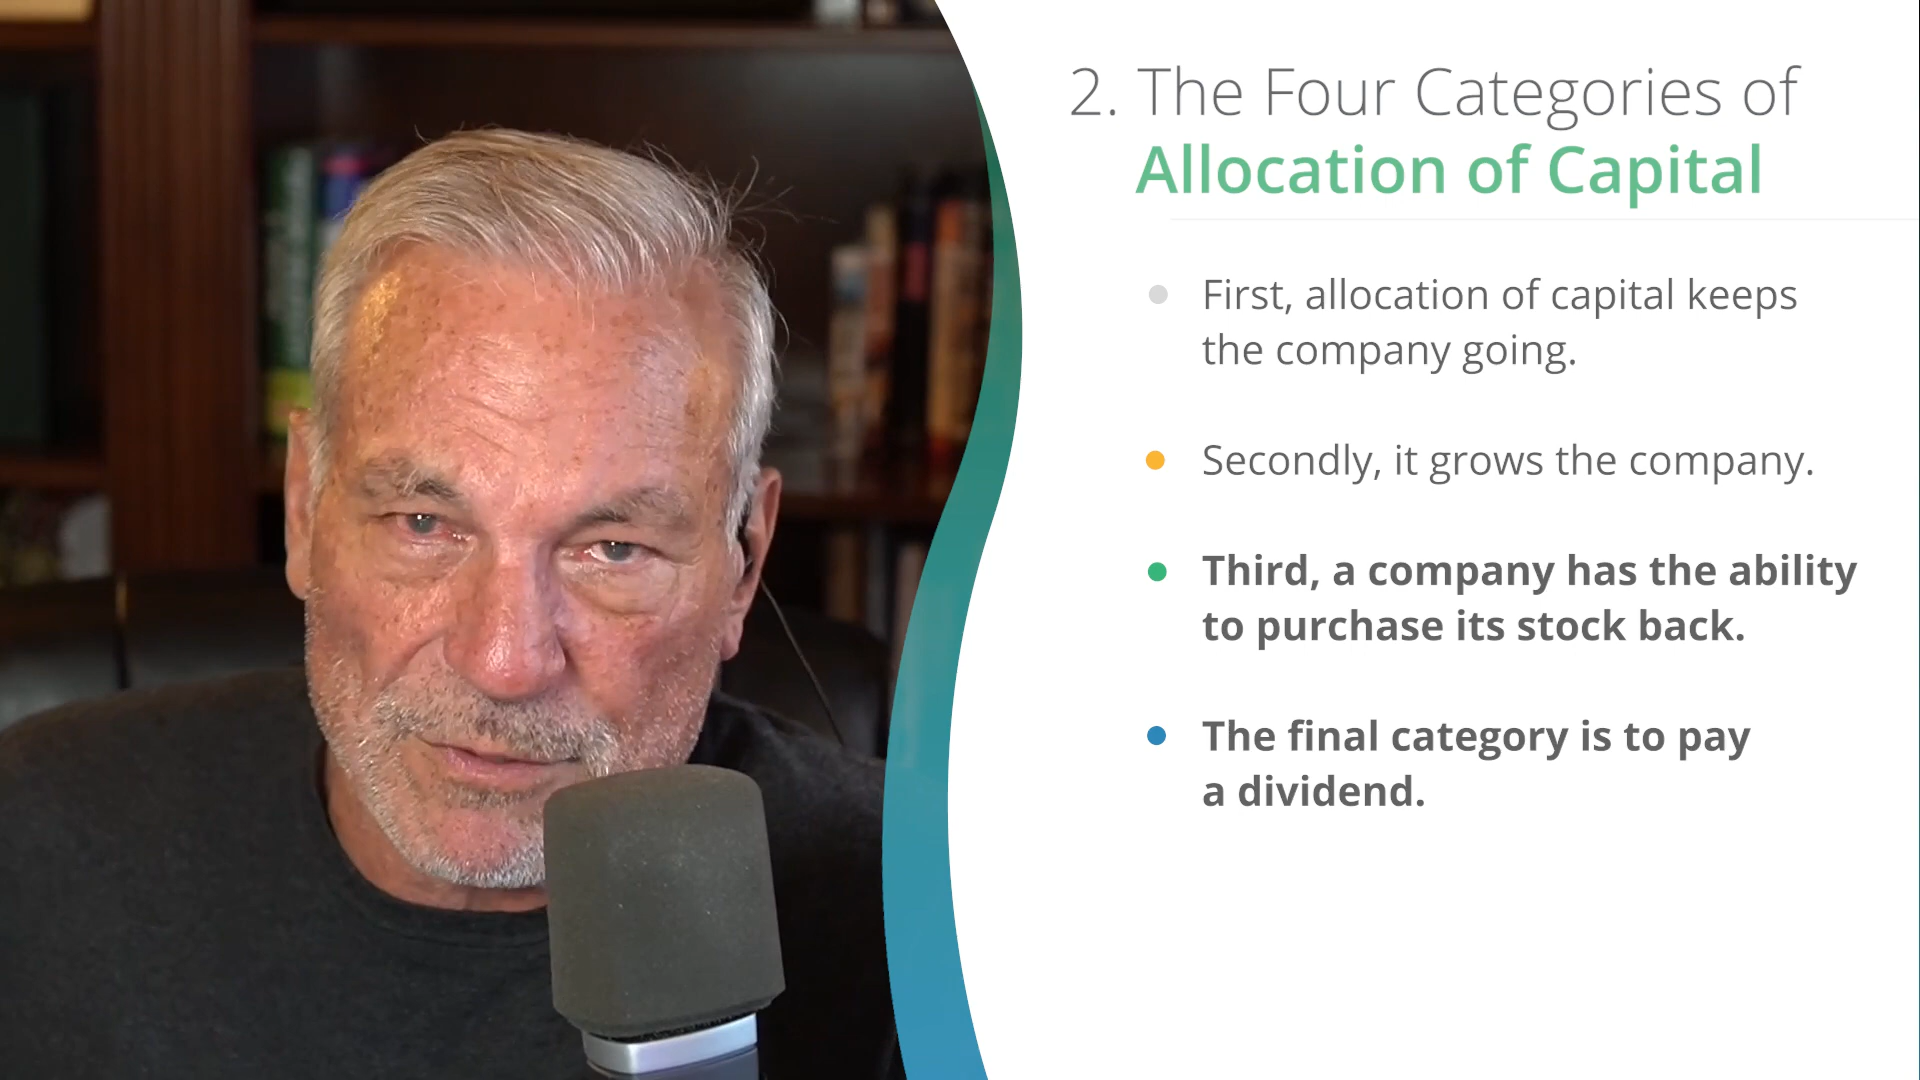 2. The Four Categories of
Allocation of Capital
First, allocation of capital keeps
the company going.
Secondly, it grows the company.
Third, a company has the ability
to purchase its stock back.
The final category is to pay
a dividend.